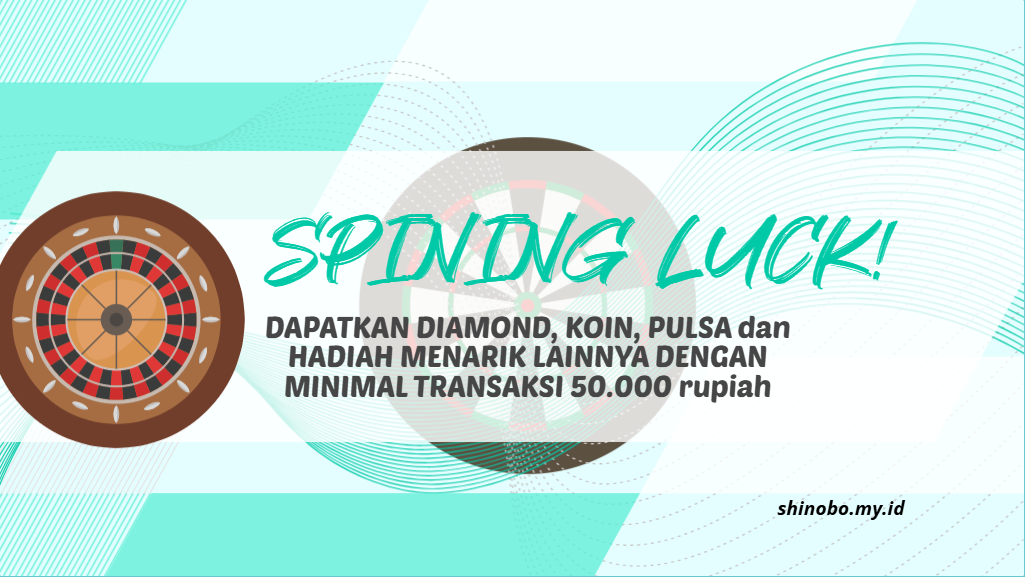 SPINING LUCK!
DAPATKAN DIAMOND, KOIN, PULSA dan
HADIAH MENARIK LAINNYA DENGAN
MINIMAL TRANSAKSI 50.000 rupiah
shinobo.my.id